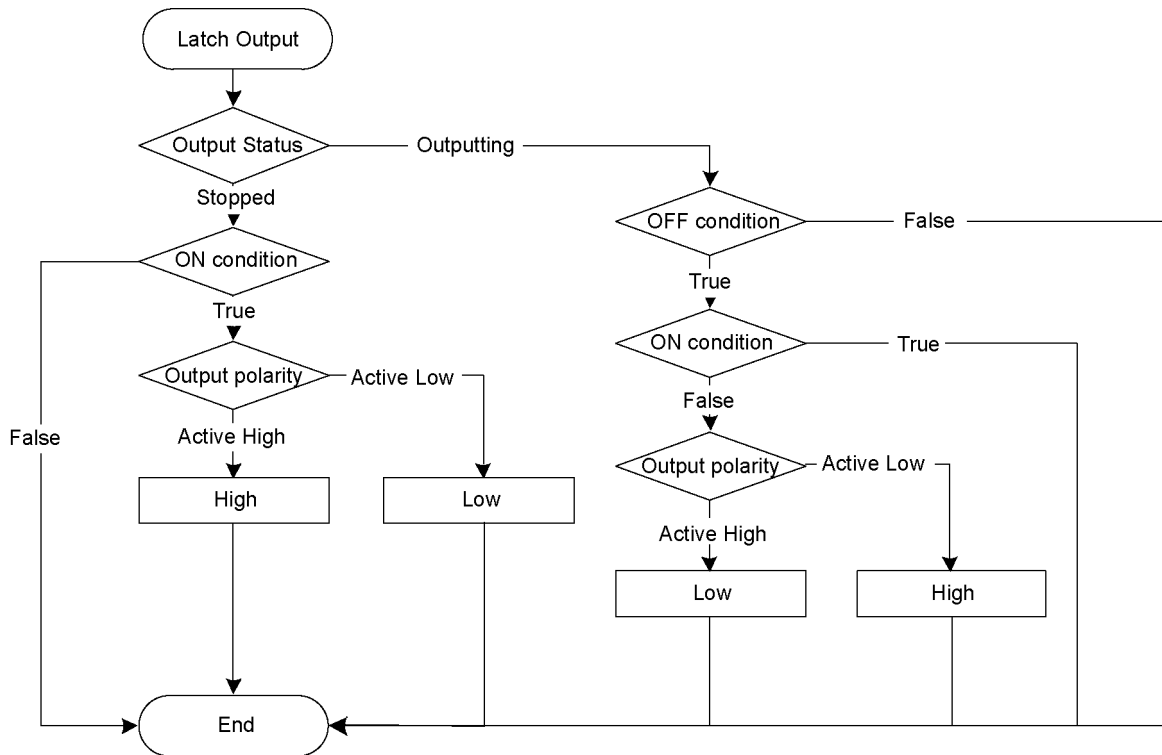 Latch Output
Output Status
Outputting
Stopped
OFF condition
False
ON condition
True
True
ON condition
True
Output polarity
Active Low
False
False
Active High
Output polarity
Active Low
High
Low
Active High
Low
High
End